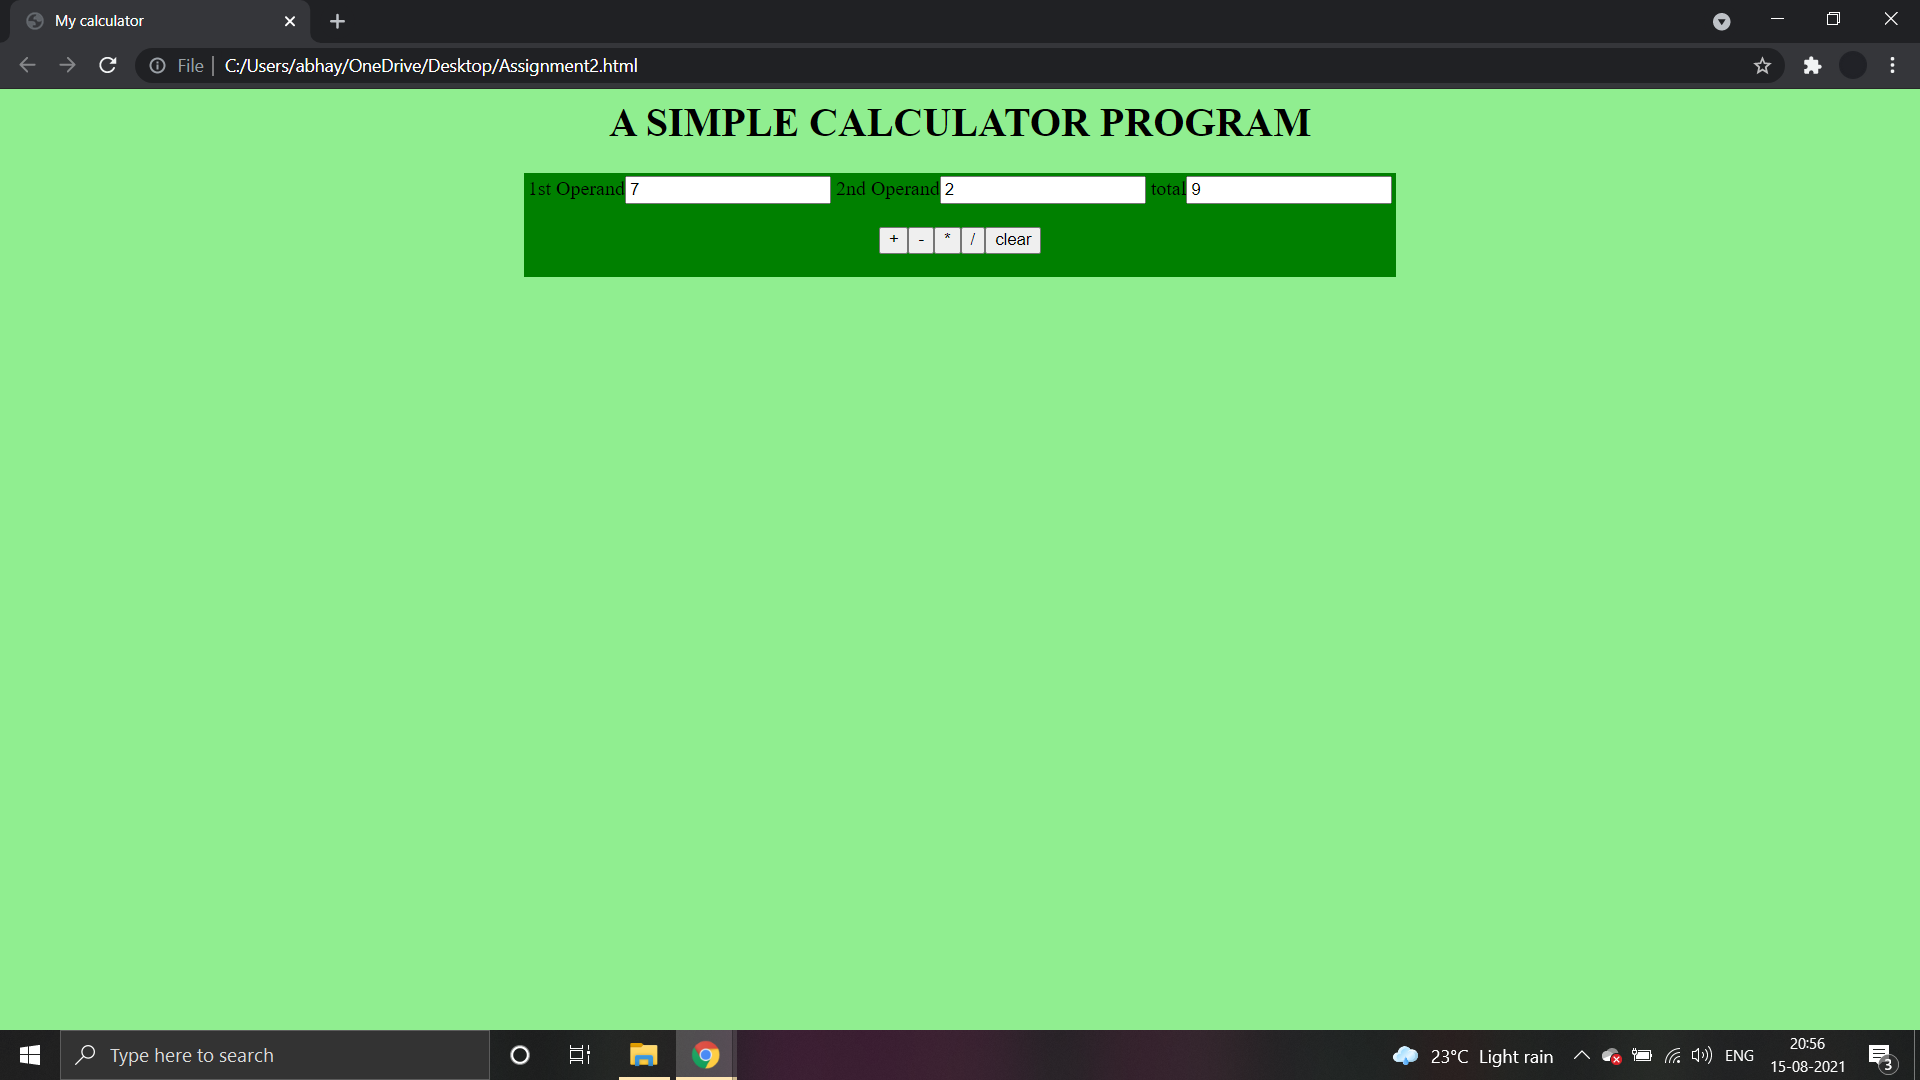 My calculator
File | C:/Users/abhay/OneDrive/Desktop/Assignment2.html
A SIMPLE CALCULATOR PROGRAM
1st Operand 7 2nd Operand 2 total 9
+ - * / clear
Type here to search
23°C Light rain
ENG
20:56
15-08-2021
3